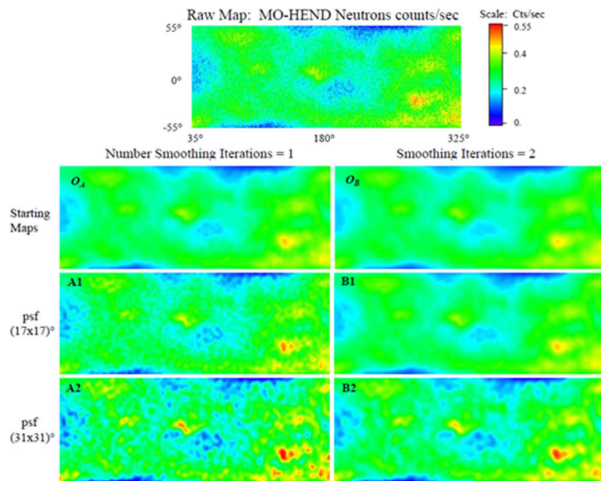 Raw Map: MO-HEND Neutrons counts/sec
Scale: Cts/sec
55°
0°
-55°
35°
180°
325°
0.55
0.4
0.2
0.
Number Smoothing Iterations = 1
Smoothing Iterations = 2
Starting
Maps
O_A
O_B
psf
(17x17)°
A1
B1
psf
(31x31)°
A2
B2